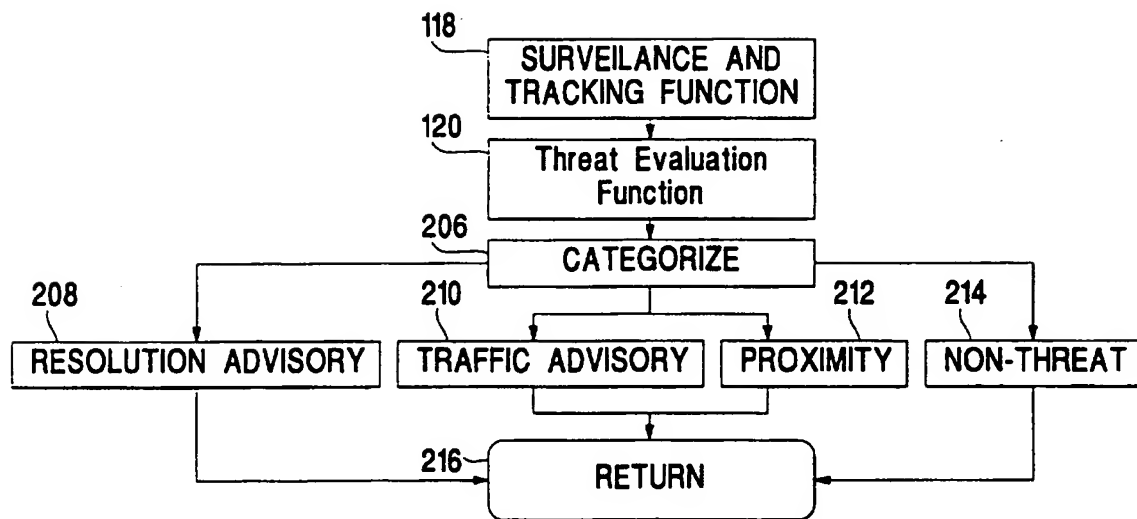 118
SURVEILANCE AND
TRACKING FUNCTION
120
Threat Evaluation
Function
206
CATEGORIZE
208
210
212
214
RESOLUTION ADVISORY
TRAFFIC ADVISORY
PROXIMITY
NON-THREAT
216
RETURN